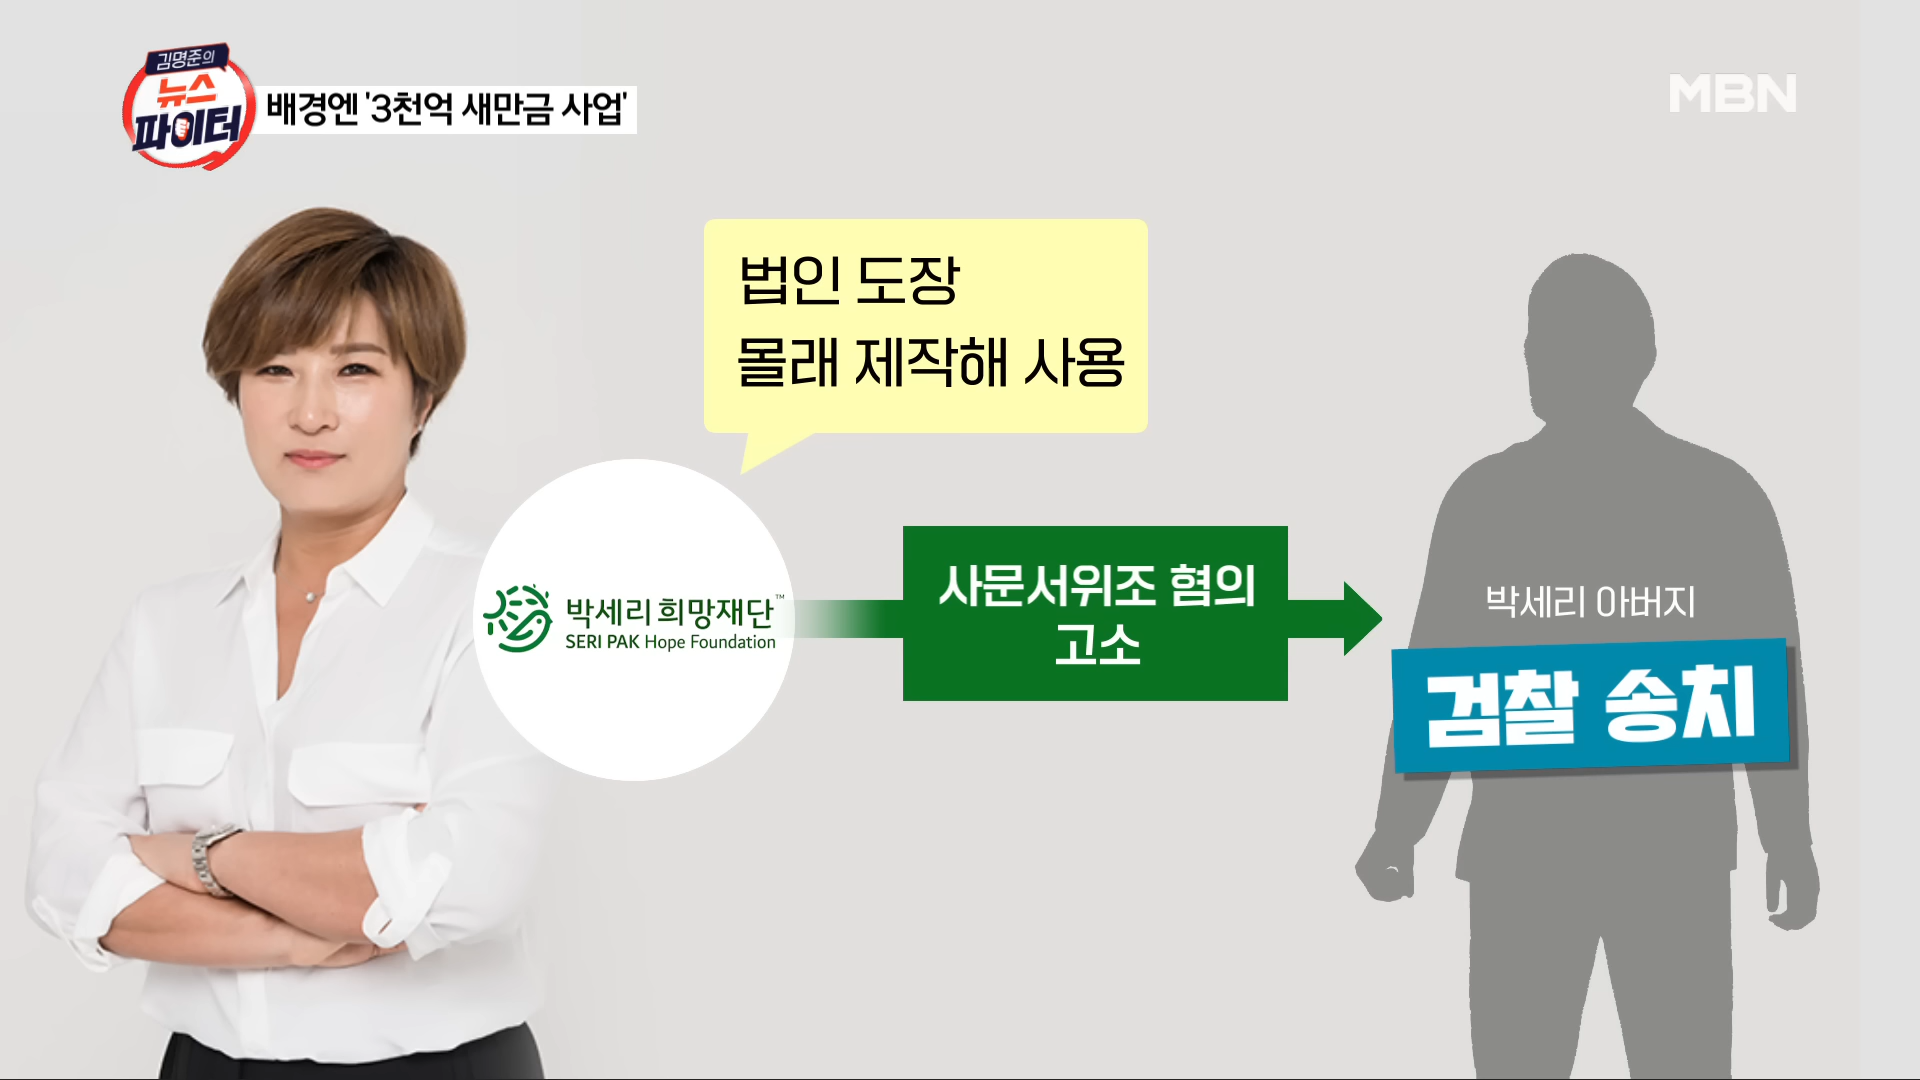 김명준의
뉴스
파이터
배경엔 '3천억 새만금 사업'
MBN
법인 도장
몰래 제작해 사용
박세리희망재단™
SERI PAK Hope Foundation
사문서위조 혐의
고소
박세리 아버지
검찰 송치